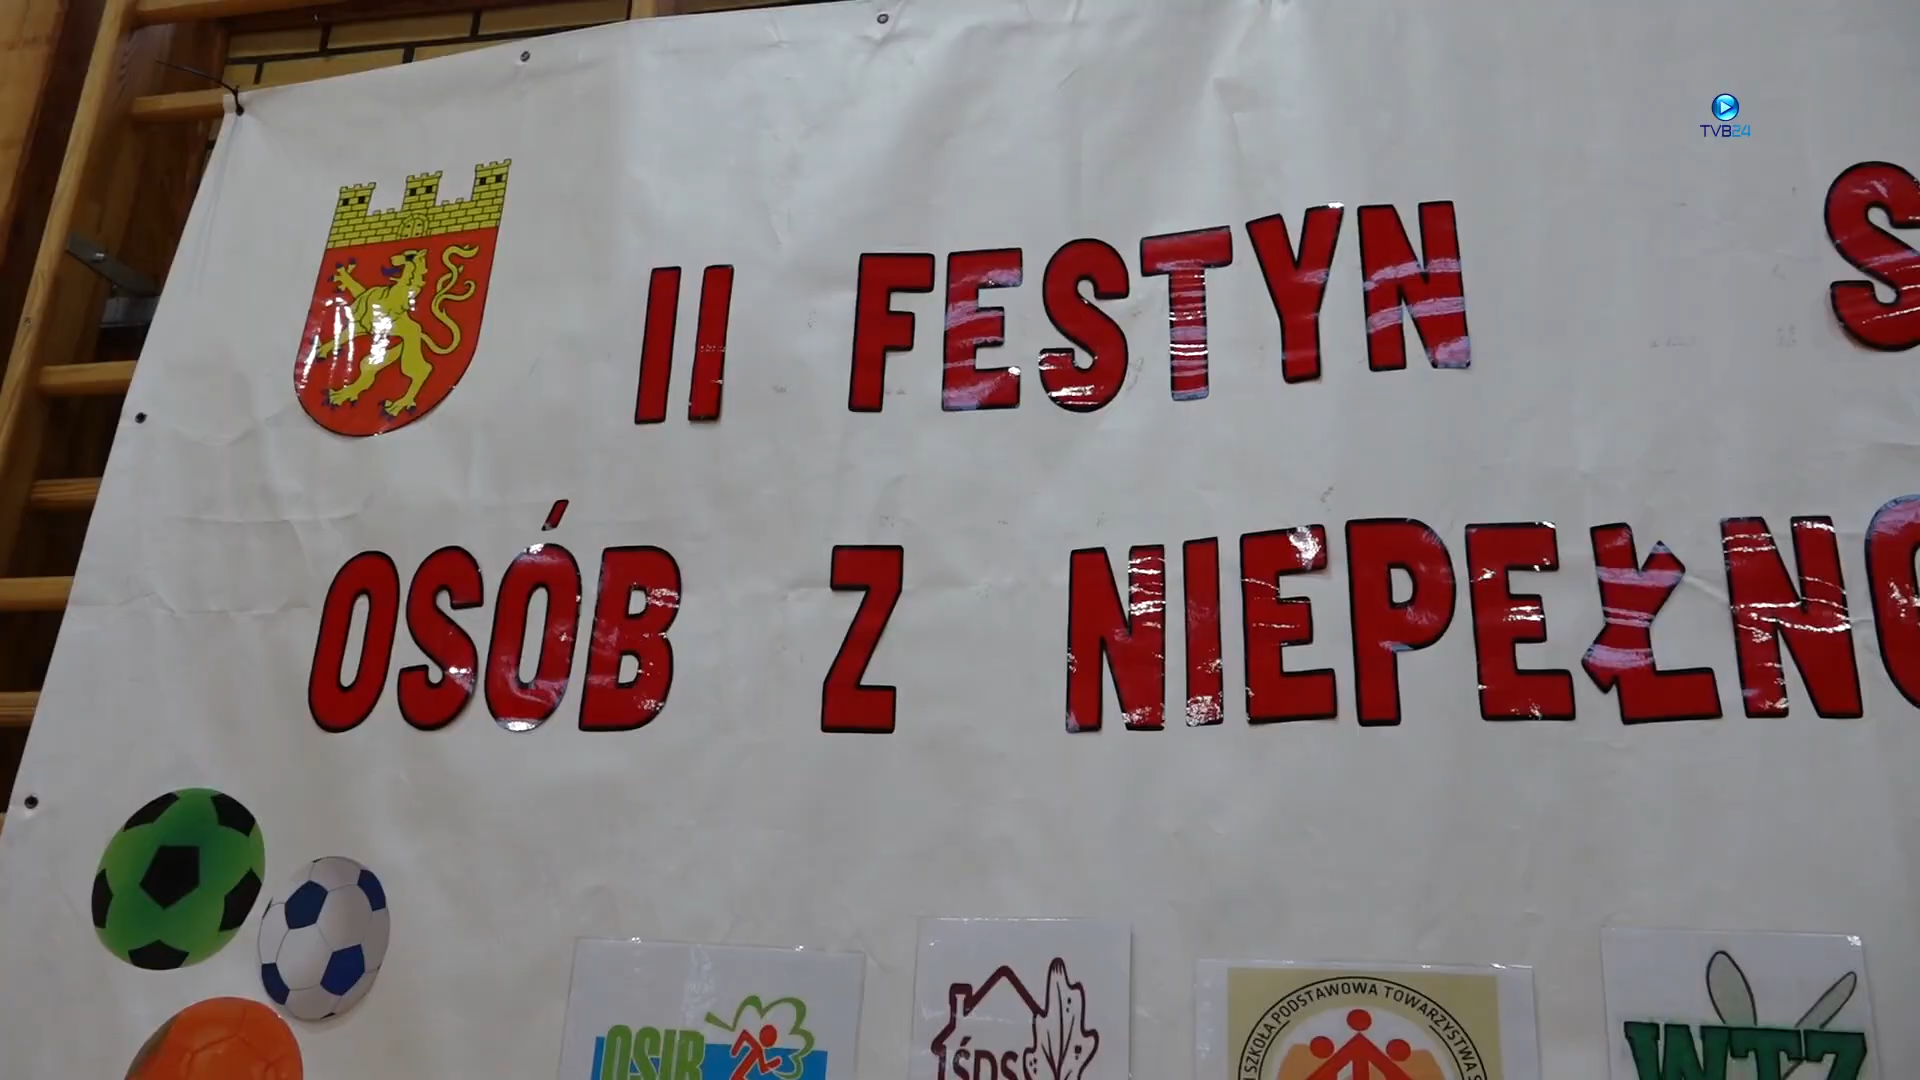 TVB24
II FESTYN S
OSÓB Z NIEPEŁNO
OSIR
ŚDS
SZKOŁA PODSTAWOWA TOWARZYSTWA
WTZ